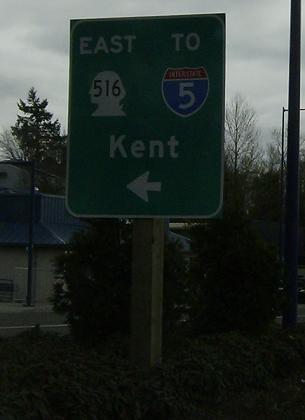 EAST TO
516 INTERSTATE 5
Kent